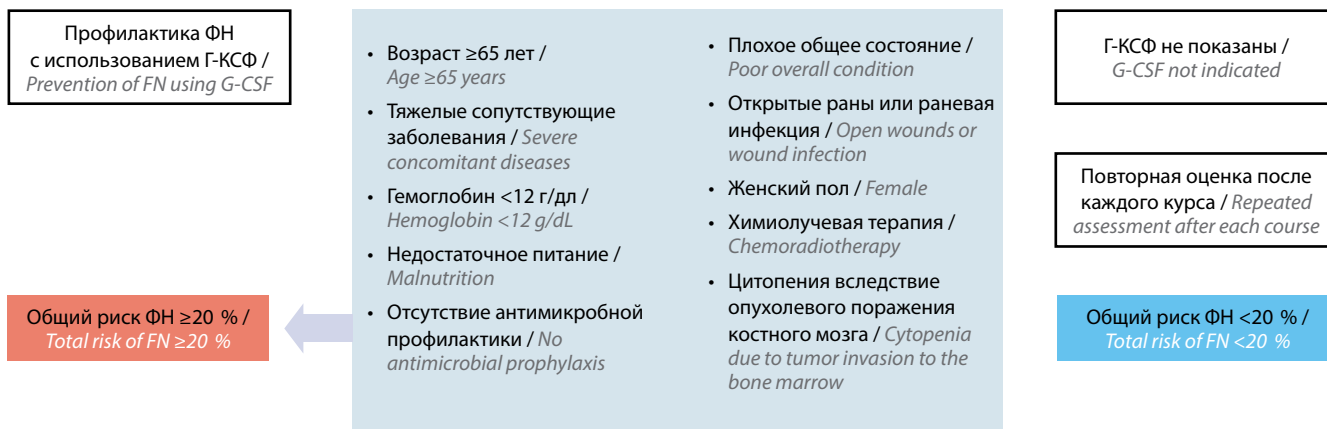 Профилактика ФН
с использованием Г-КСФ /
Prevention of FN using G-CSF
Общий риск ФН ≥20 % /
Total risk of FN ≥20 %
• Возраст ≥65 лет /
Age ≥65 years
• Тяжелые сопутствующие
заболевания / Severe
concomitant diseases
• Гемоглобин <12 г/дл /
Hemoglobin <12 g/dL
• Недостаточное питание /
Malnutrition
• Отсутствие антимикробной
профилактики / No
antimicrobial prophylaxis
• Плохое общее состояние /
Poor overall condition
• Открытые раны или раневая
инфекция / Open wounds or
wound infection
• Женский пол / Female
• Химиолучевая терапия /
Chemoradiotherapy
• Цитопения вследствие
опухолевого поражения
костного мозга / Cytopenia
due to tumor invasion to the
bone marrow
Г-КСФ не показаны /
G-CSF not indicated
Повторная оценка после
каждого курса / Repeated
assessment after each course
Общий риск ФН <20 % /
Total risk of FN <20 %